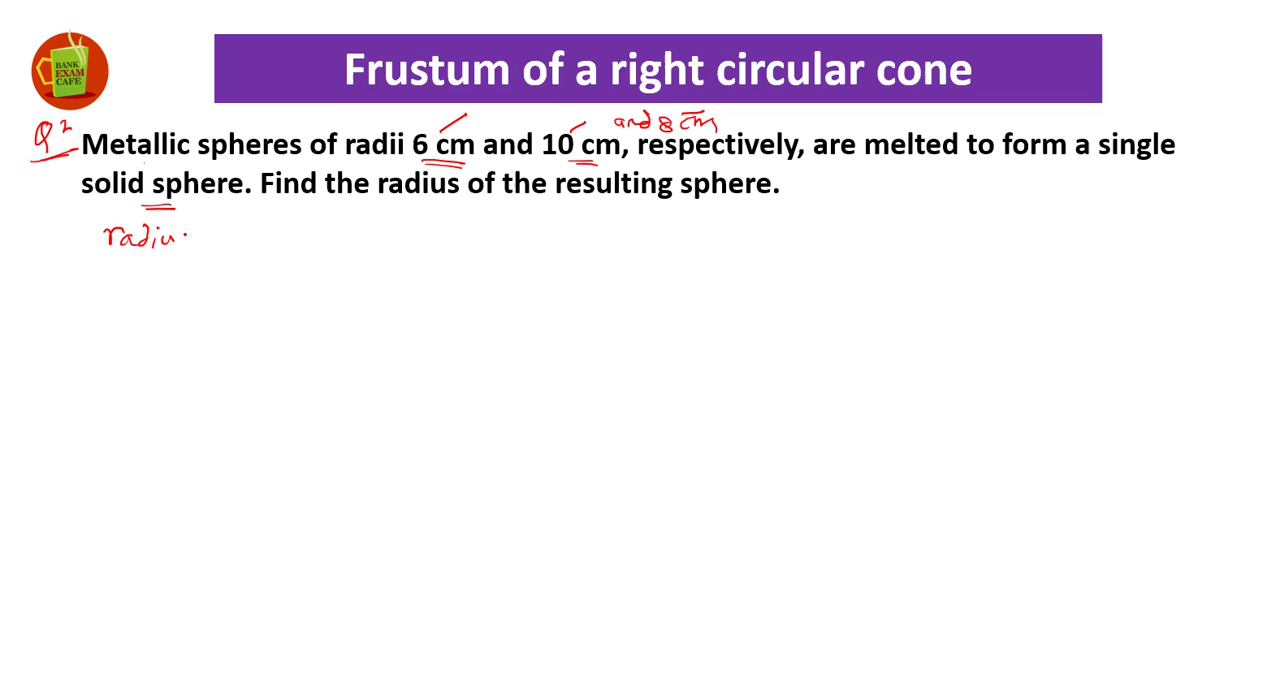 BANK
EXAM
CAFE
Frustum of a right circular cone
and 8 cm
Q2 Metallic spheres of radii 6 cm and 10 cm, respectively, are melted to form a single
solid sphere. Find the radius of the resulting sphere.
radiu